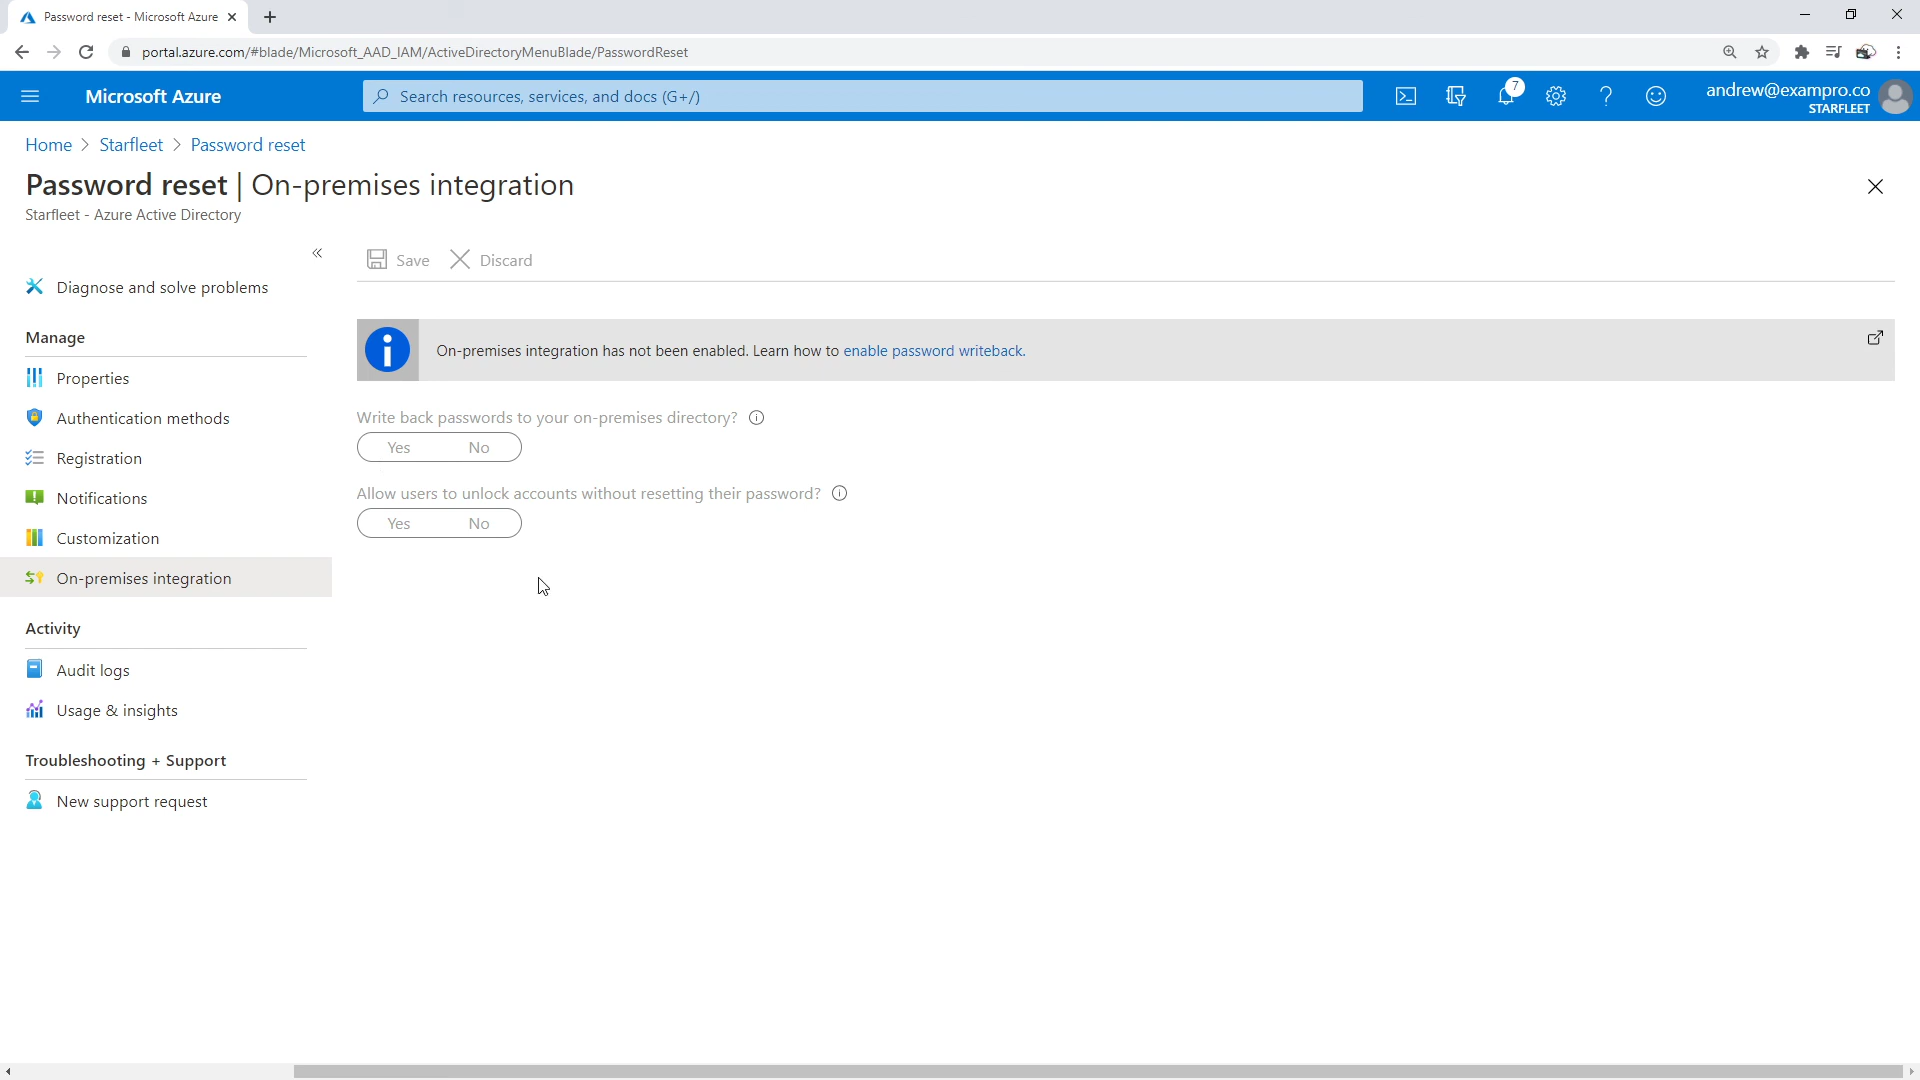 Password reset - Microsoft Azure
portal.azure.com/#blade/Microsoft_AAD_IAM/ActiveDirectoryMenuBlade/PasswordReset
Microsoft Azure
Search resources, services, and docs (G+/)
7
andrew@exampro.co
STARFLEET
Home > Starfleet > Password reset
Password reset | On-premises integration
Starfleet - Azure Active Directory
Save
Discard
Diagnose and solve problems
Manage
Properties
Authentication methods
Registration
Notifications
Customization
On-premises integration
Activity
Audit logs
Usage & insights
Troubleshooting + Support
New support request
On-premises integration has not been enabled. Learn how to enable password writeback.
Write back passwords to your on-premises directory?
Yes No
Allow users to unlock accounts without resetting their password?
Yes No